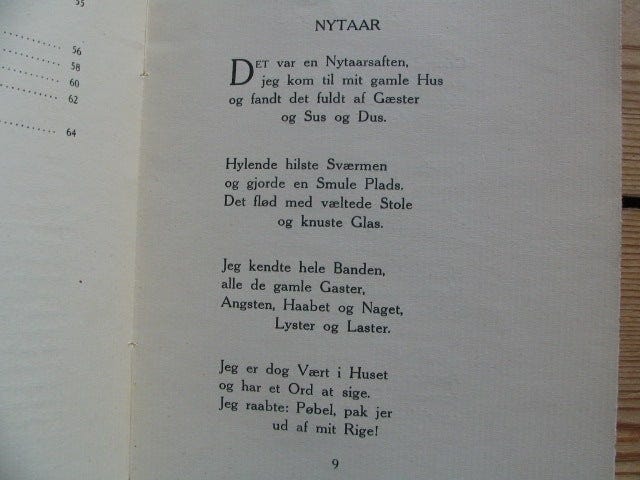 55
56
58
60
62
64
NYTAAR
DET var en Nytaarsaften,
jeg kom til mit gamle Hus
og fandt det fuldt af Gæster
og Sus og Dus.
Hylende hilste Sværmen
og gjorde en Smule Plads.
Det flød med væltede Stole
og knuste Glas.
Jeg kendte hele Banden,
alle de gamle Gaster,
Angsten, Haabet og Naget,
Lyster og Laster.
Jeg er dog Vært i Huset
og har et Ord at sige.
Jeg raabte: Pøbel, pak jer
ud af mit Rige!
9